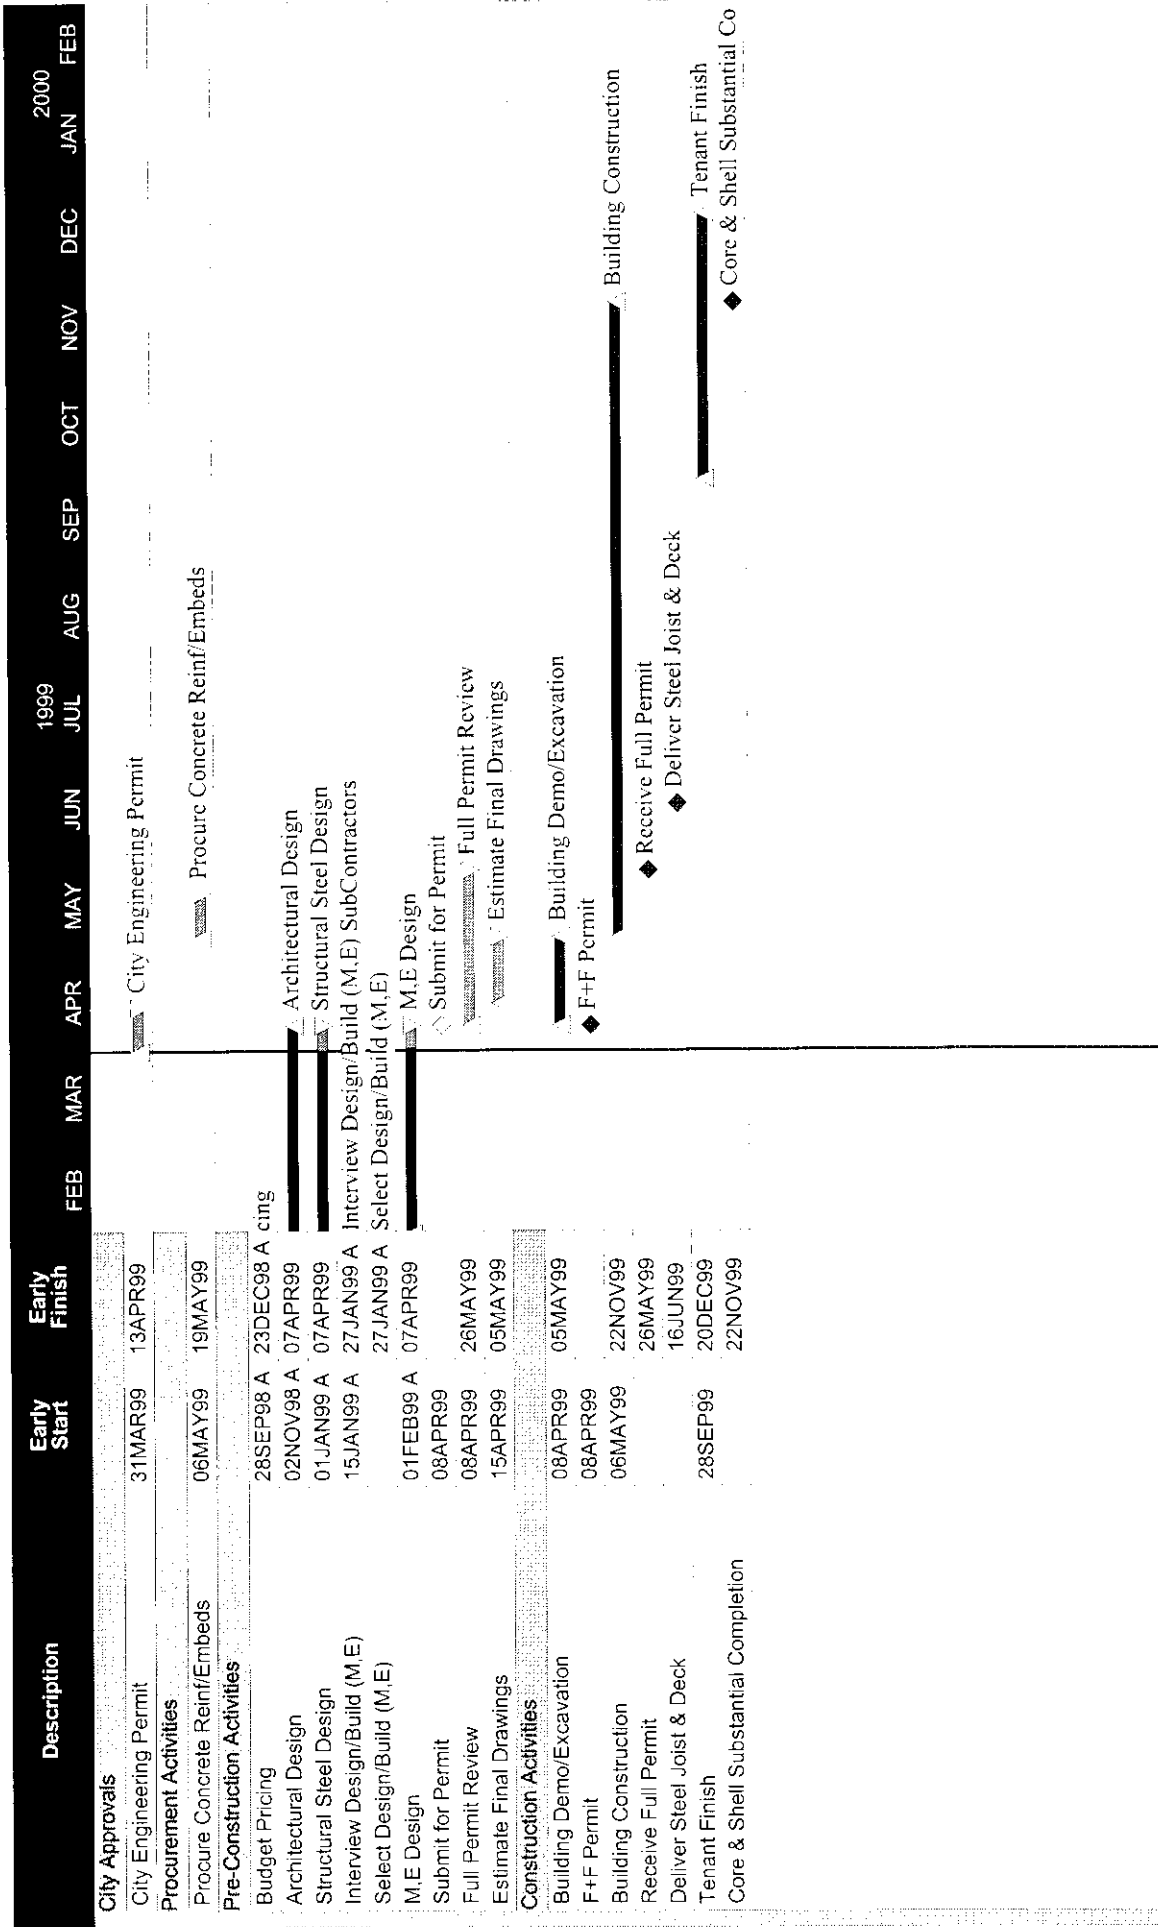 Description Early Start Early Finish 1999 2000
FEB MAR APR MAY JUN JUL AUG SEP OCT NOV DEC JAN FEB
City Approvals
City Engineering Permit 31MAR99 13APR99 City Engineering Permit
Procurement Activities
Procure Concrete Reinf/Embeds 06MAY99 19MAY99 Procure Concrete Reinf/Embeds
Pre-Construction Activities
Budget Pricing 28SEP98 A 23DEC98 A cing
Architectural Design 02NOV98 A 07APR99 Architectural Design
Structural Steel Design 01JAN99 A 07APR99 Structural Steel Design
Interview Design/Build (M,E) 15JAN99 A 27JAN99 A Interview Design/Build (M,E) SubContractors
Select Design/Build (M,E) 27JAN99 A Select Design/Build (M,E)
M,E Design 01FEB99 A 07APR99 M,E Design
Submit for Permit 08APR99 Submit for Permit
Full Permit Review 08APR99 26MAY99 Full Permit Review
Estimate Final Drawings 15APR99 05MAY99 Estimate Final Drawings
Construction Activities
Building Demo/Excavation 08APR99 05MAY99 Building Demo/Excavation
F+F Permit 08APR99 F+F Permit
Building Construction 06MAY99 22NOV99 Building Construction
Receive Full Permit 26MAY99 Receive Full Permit
Deliver Steel Joist & Deck 16JUN99 Deliver Steel Joist & Deck
Tenant Finish 28SEP99 20DEC99 Tenant Finish
Core & Shell Substantial Completion 22NOV99 Core & Shell Substantial Co